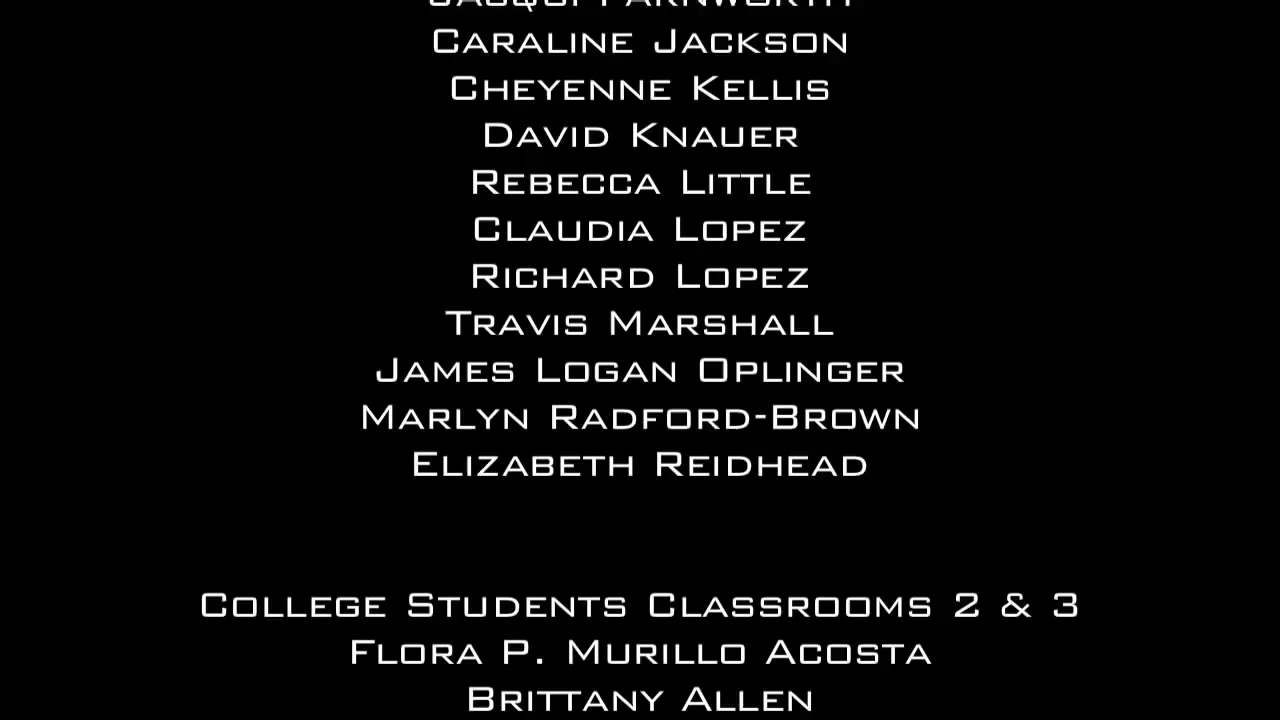 Caraline Jackson
Cheyenne Kellis
David Knauer
Rebecca Little
Claudia Lopez
Richard Lopez
Travis Marshall
James Logan Oplinger
Marlyn Radford-Brown
Elizabeth Reidhead
College Students Classrooms 2 & 3
Flora P. Murillo Acosta
Brittany Allen